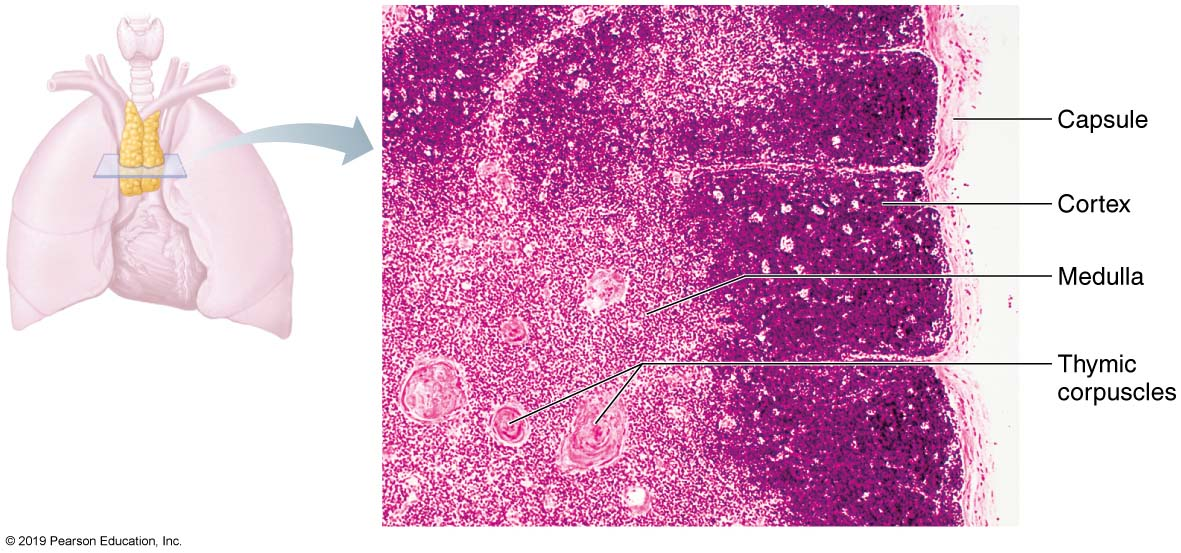 Capsule
Cortex
Medulla
Thymic
corpuscles
© 2019 Pearson Education, Inc.